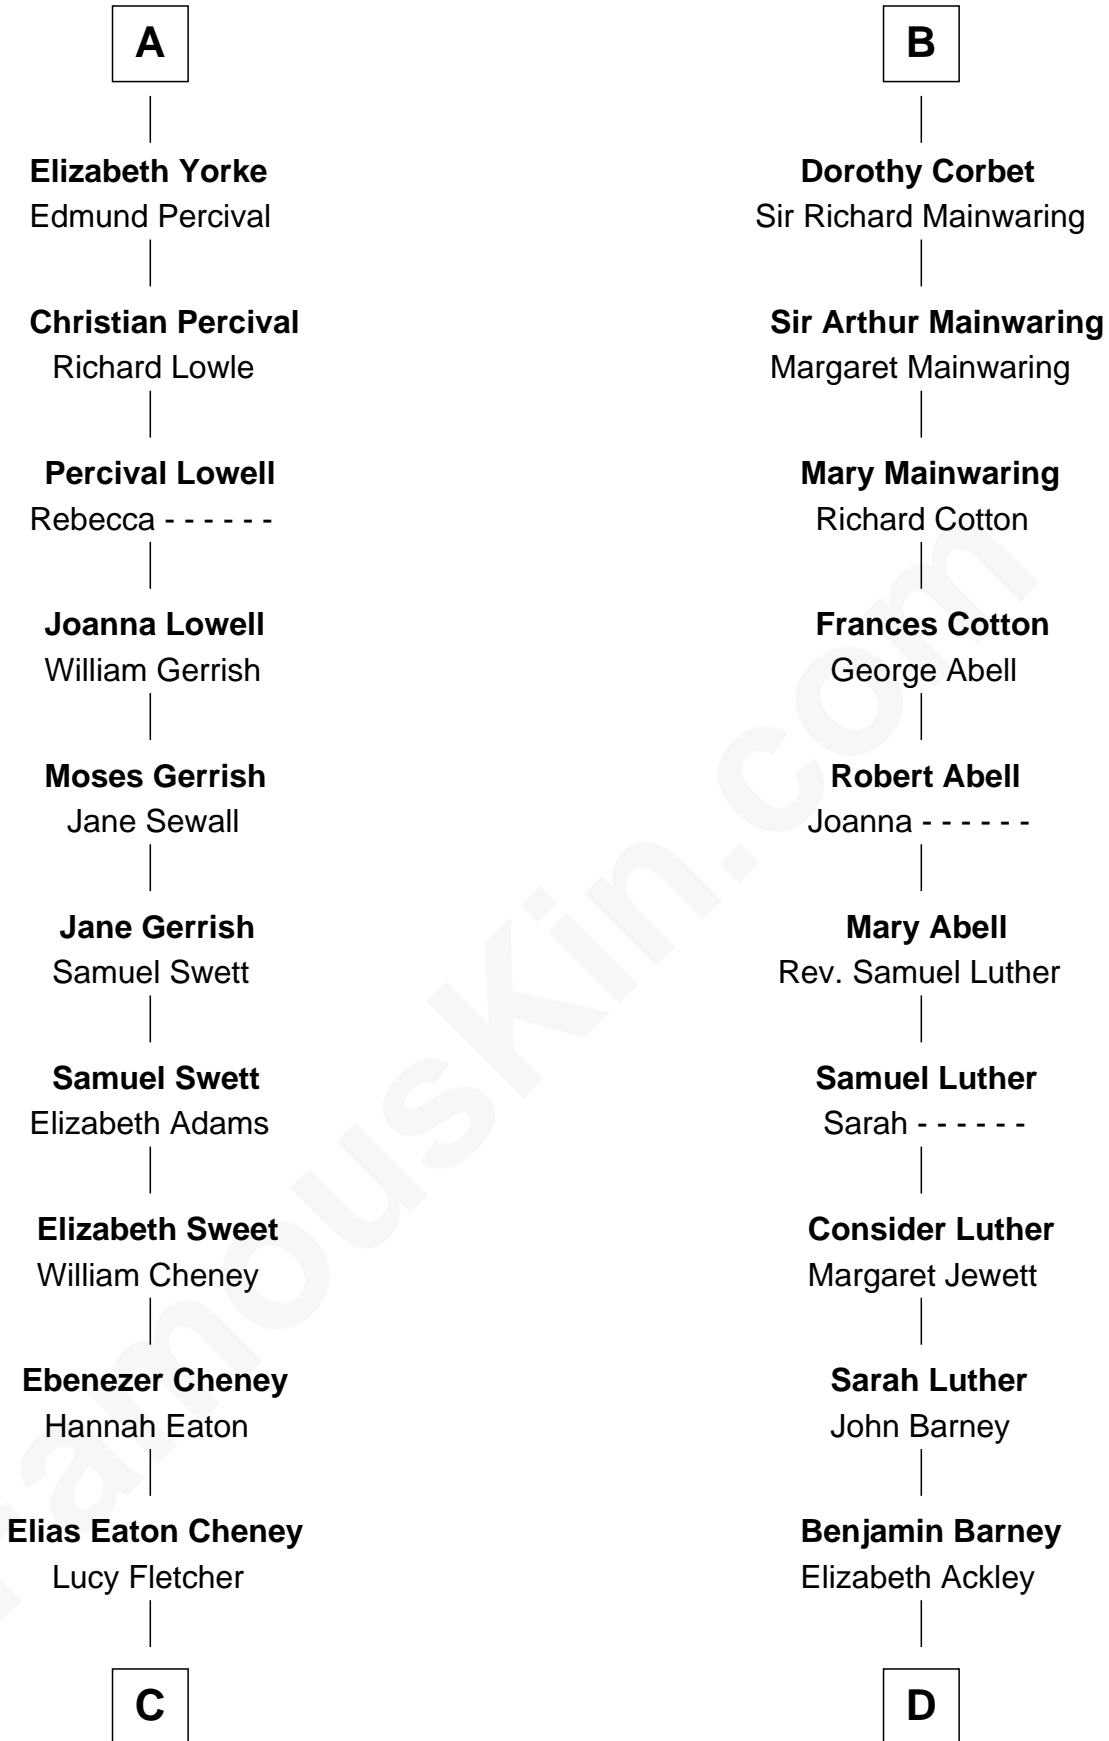 A
Elizabeth Yorke
Edmund Percival
Christian Percival
Richard Lowle
Percival Lowell
Rebecca - - - - - -
Joanna Lowell
William Gerrish
Moses Gerrish
Jane Sewall
Jane Gerrish
Samuel Swett
Samuel Swett
Elizabeth Adams
Elizabeth Sweet
William Cheney
Ebenezer Cheney
Hannah Eaton
Elias Eaton Cheney
Lucy Fletcher
C
B
Dorothy Corbet
Sir Richard Mainwaring
Sir Arthur Mainwaring
Margaret Mainwaring
Mary Mainwaring
Richard Cotton
Frances Cotton
George Abell
Robert Abell
Joanna - - - - - -
Mary Abell
Rev. Samuel Luther
Samuel Luther
Sarah - - - - - -
Consider Luther
Margaret Jewett
Sarah Luther
John Barney
Benjamin Barney
Elizabeth Ackley
D
FamousKin.com